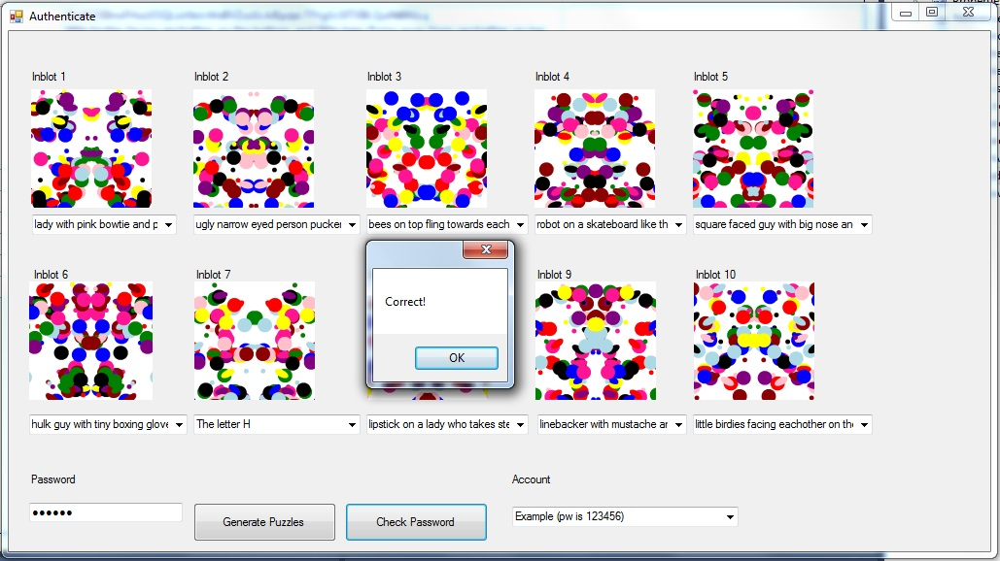 Authenticate
Inblot 1
Inblot 2
Inblot 3
Inblot 4
Inblot 5
lady with pink bowtie and p
ugly narrow eyed person pucker
bees on top fling towards each
robot on a skateboard like th
square faced guy with big nose an
Inblot 6
Inblot 7
Inblot 9
Inblot 10
Correct!
OK
hulk guy with tiny boxing glove
The letter H
lipstick on a lady who takes ste
linebacker with mustache ar
little birdies facing eachother on the
Password
Account
●●●●●●
Generate Puzzles
Check Password
Example (pw is 123456)